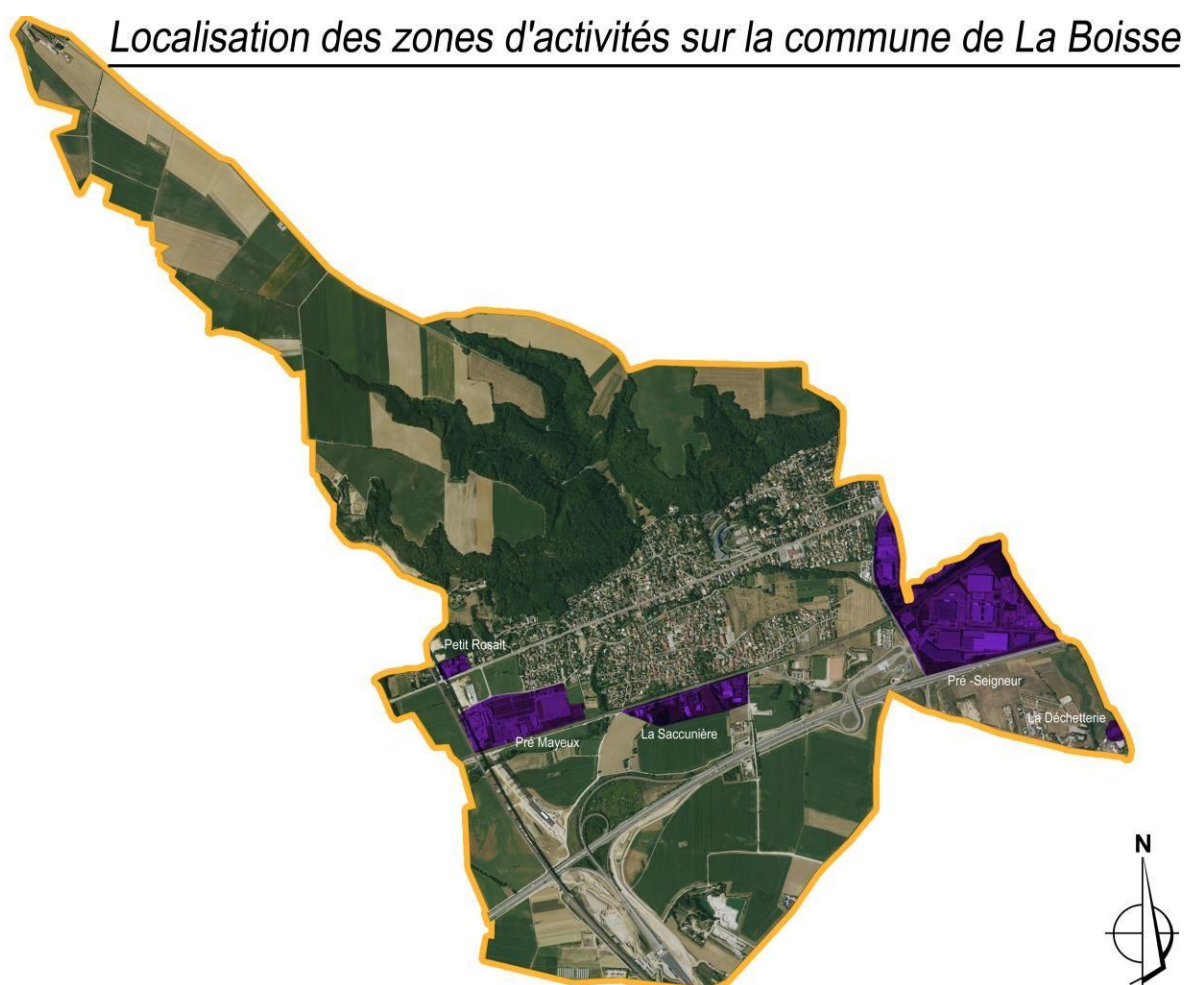 Localisation des zones d'activités sur la commune de La Boisse
Petit Rosait
Pré Mayeux
La Saccunière
Pré -Seigneur
La Déchetterie
N